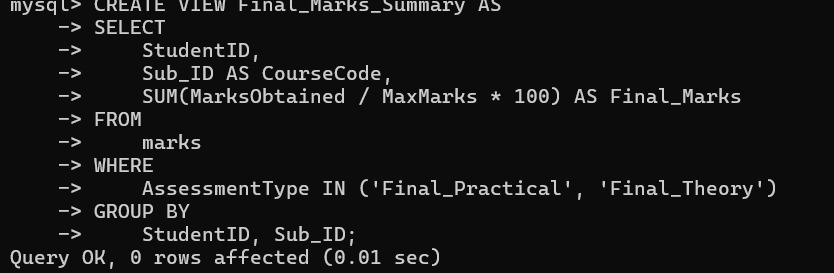 mysql> CREATE VIEW Final_Marks_Summary AS
    -> SELECT
    ->     StudentID,
    ->     Sub_ID AS CourseCode,
    ->     SUM(MarksObtained / MaxMarks * 100) AS Final_Marks
    -> FROM
    ->     marks
    -> WHERE
    ->     AssessmentType IN ('Final_Practical', 'Final_Theory')
    -> GROUP BY
    ->     StudentID, Sub_ID;
Query OK, 0 rows affected (0.01 sec)